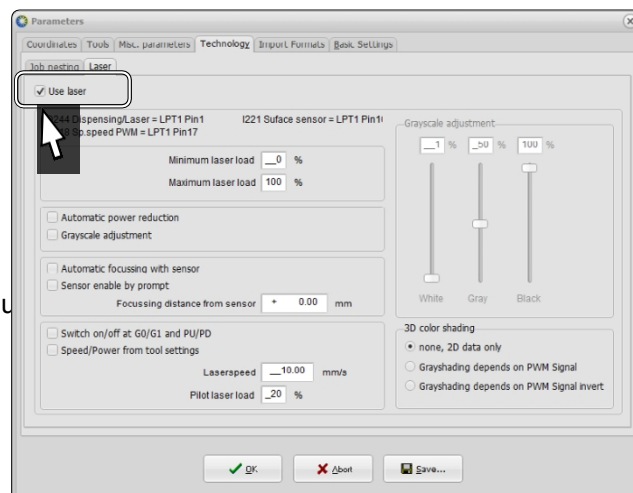 Parameters
Coordinates Tools Misc. parameters Technology Import Formats Basic Settings
Job nesting Laser
Use laser
Dispensing/Laser = LPT1 Pin1 I221 Suface sensor = LPT1 Pin1
Sp.speed PWM = LPT1 Pin17
Minimum laser load __0 %
Maximum laser load 100 %
Automatic power reduction
Grayscale adjustment
Automatic focussing with sensor
Sensor enable by prompt
Focussing distance from sensor + 0.00 mm
Switch on/off at G0/G1 and PU/PD
Speed/Power from tool settings
Laserspeed __10.00 mm/s
Pilot laser load _20 %
Grayscale adjustment
__1 % _50 % 100 %
White Gray Black
3D color shading
none, 2D data only
Grayshading depends on PWM Signal
Grayshading depends on PWM Signal invert
OK Abort Save...